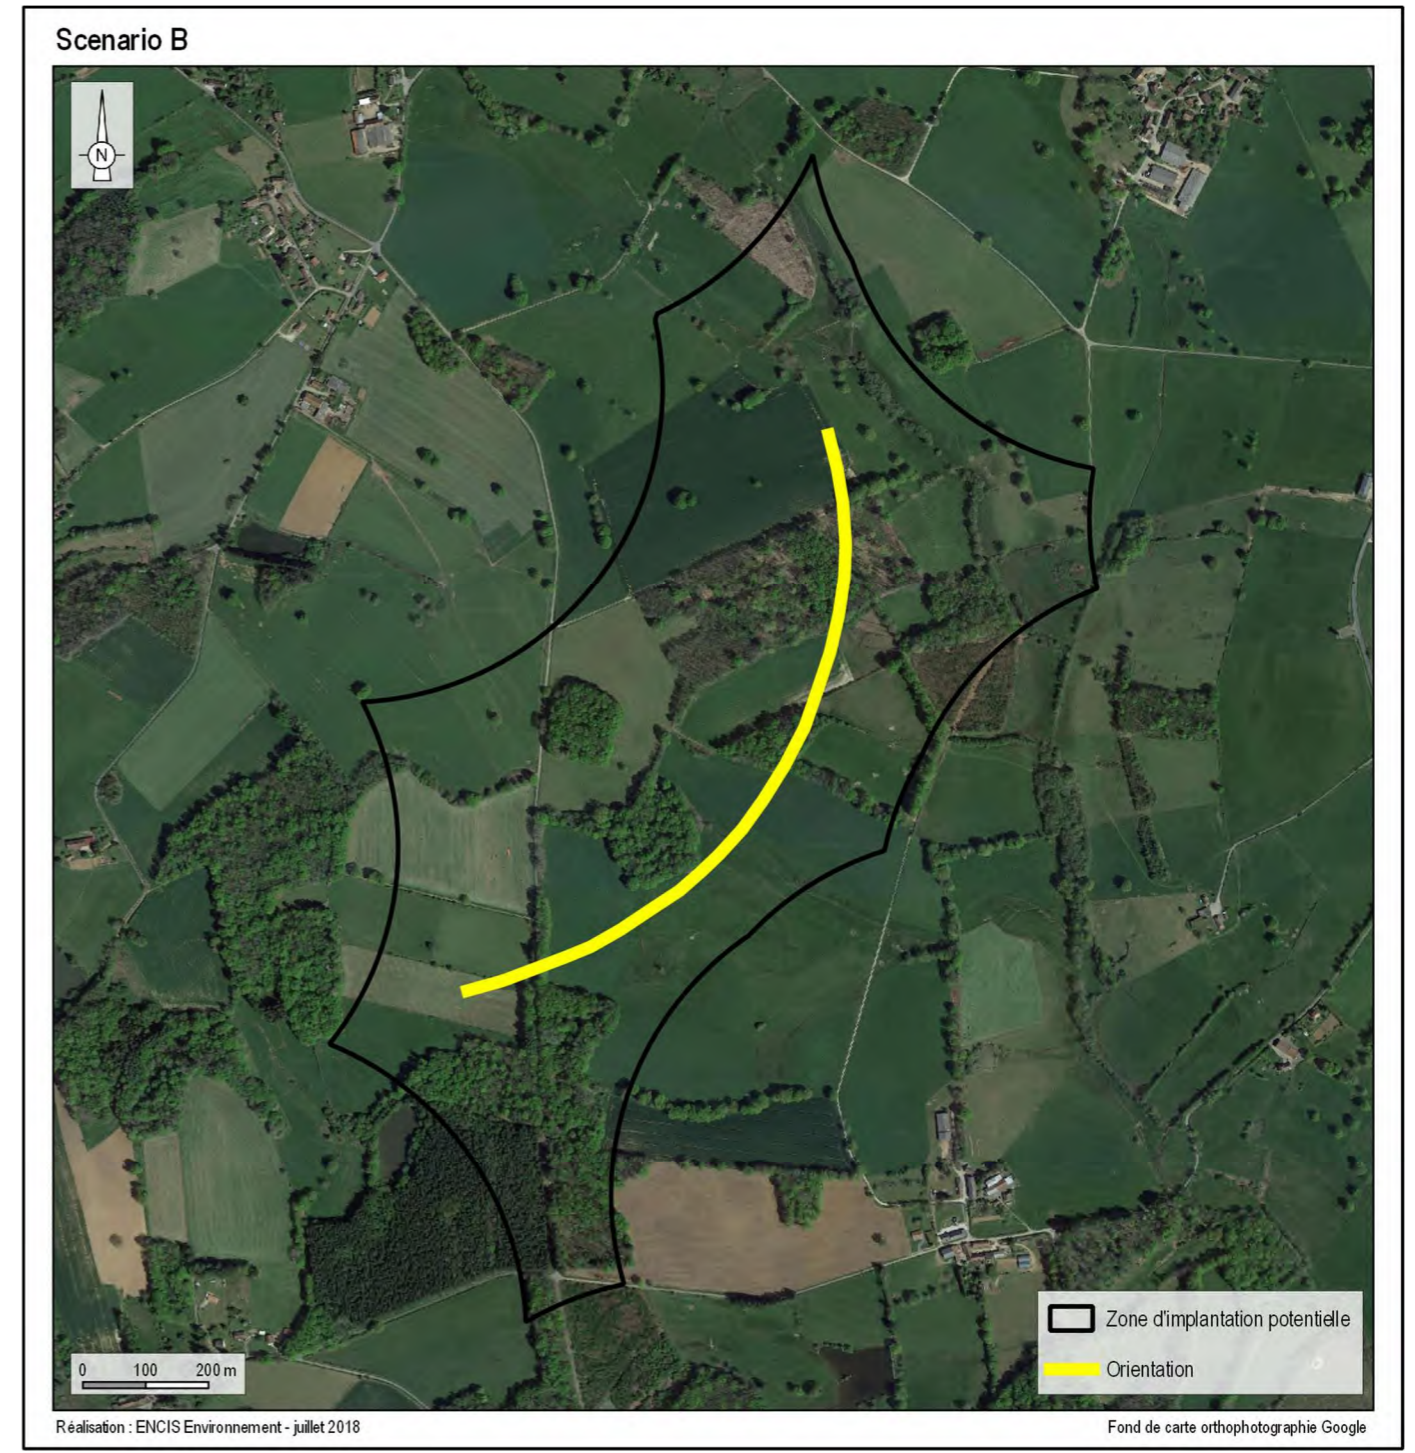 Scenario B
N
Zone d'implantation potentielle
Orientation
0 100 200 m
Réalisation : ENCIS Environnement - juillet 2018
Fond de carte orthophotographie Google